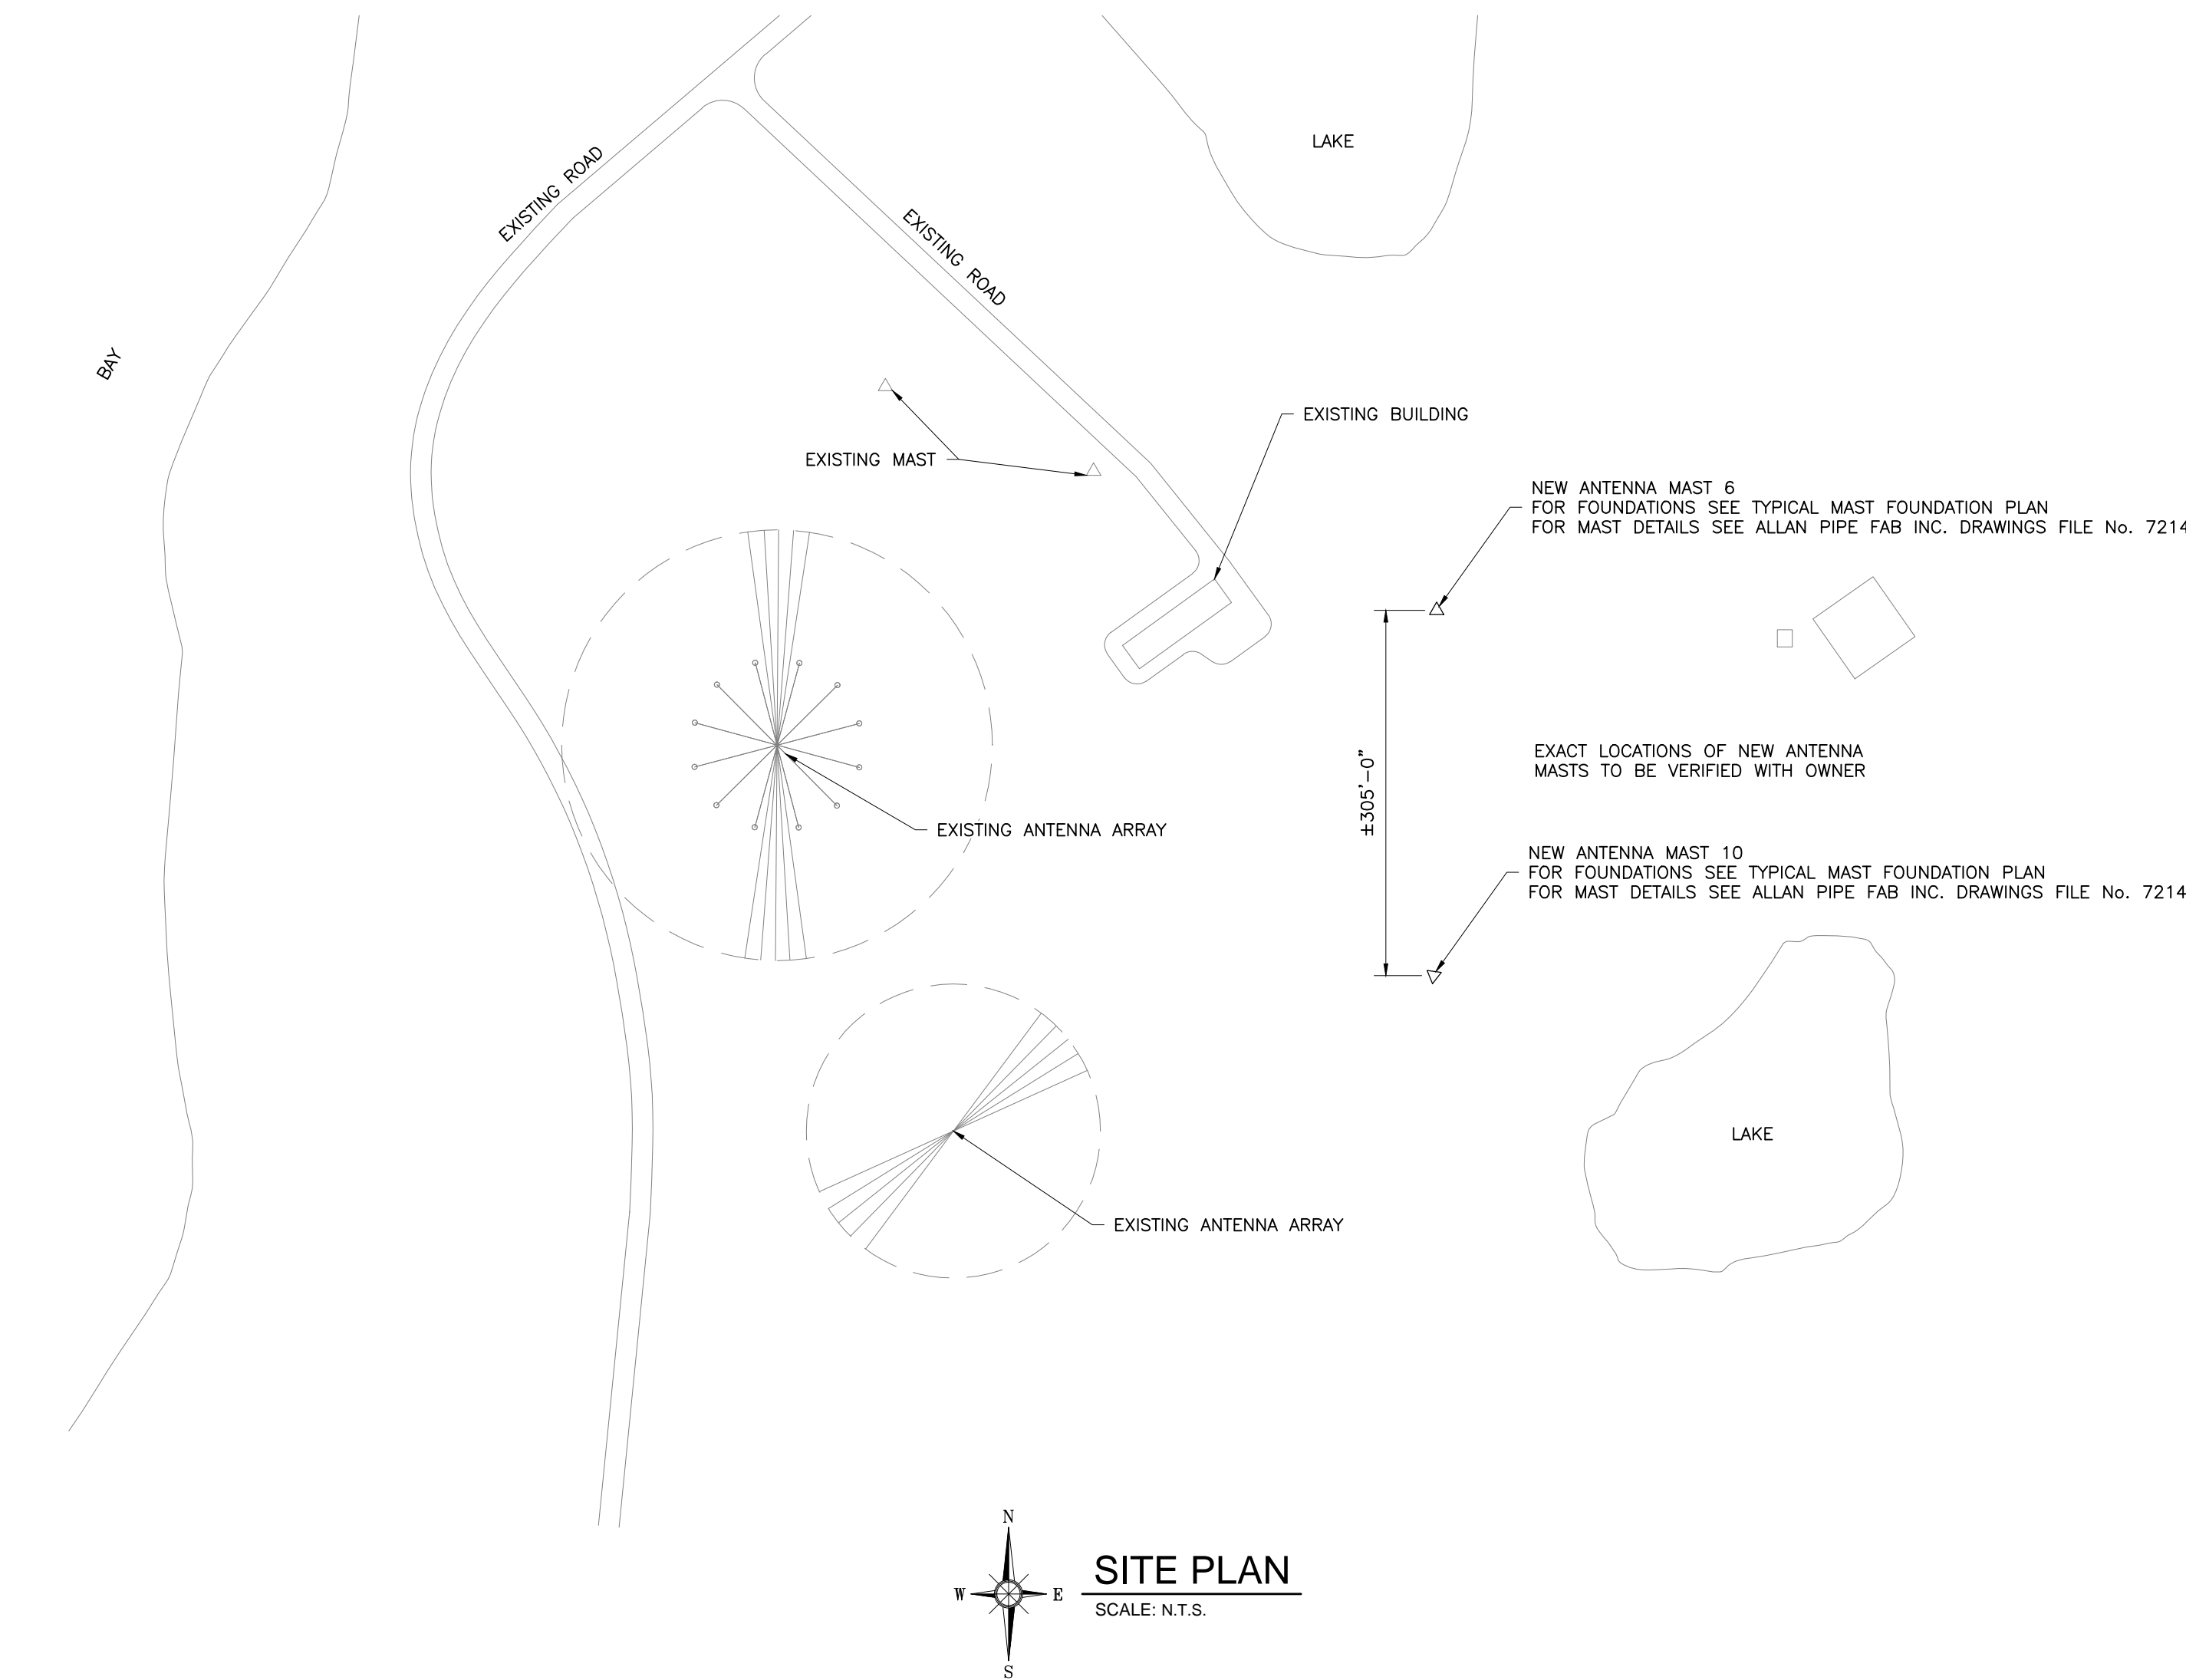 LAKE
EXISTING ROAD
EXISTING ROAD
BAY
EXISTING BUILDING
EXISTING MAST
NEW ANTENNA MAST 6
FOR FOUNDATIONS SEE TYPICAL MAST FOUNDATION PLAN
FOR MAST DETAILS SEE ALLAN PIPE FAB INC. DRAWINGS FILE No. 7214
EXACT LOCATIONS OF NEW ANTENNA
MASTS TO BE VERIFIED WITH OWNER
±305'-0"
EXISTING ANTENNA ARRAY
NEW ANTENNA MAST 10
FOR FOUNDATIONS SEE TYPICAL MAST FOUNDATION PLAN
FOR MAST DETAILS SEE ALLAN PIPE FAB INC. DRAWINGS FILE No. 7214
LAKE
EXISTING ANTENNA ARRAY
N
W
E
S
SITE PLAN
SCALE: N.T.S.